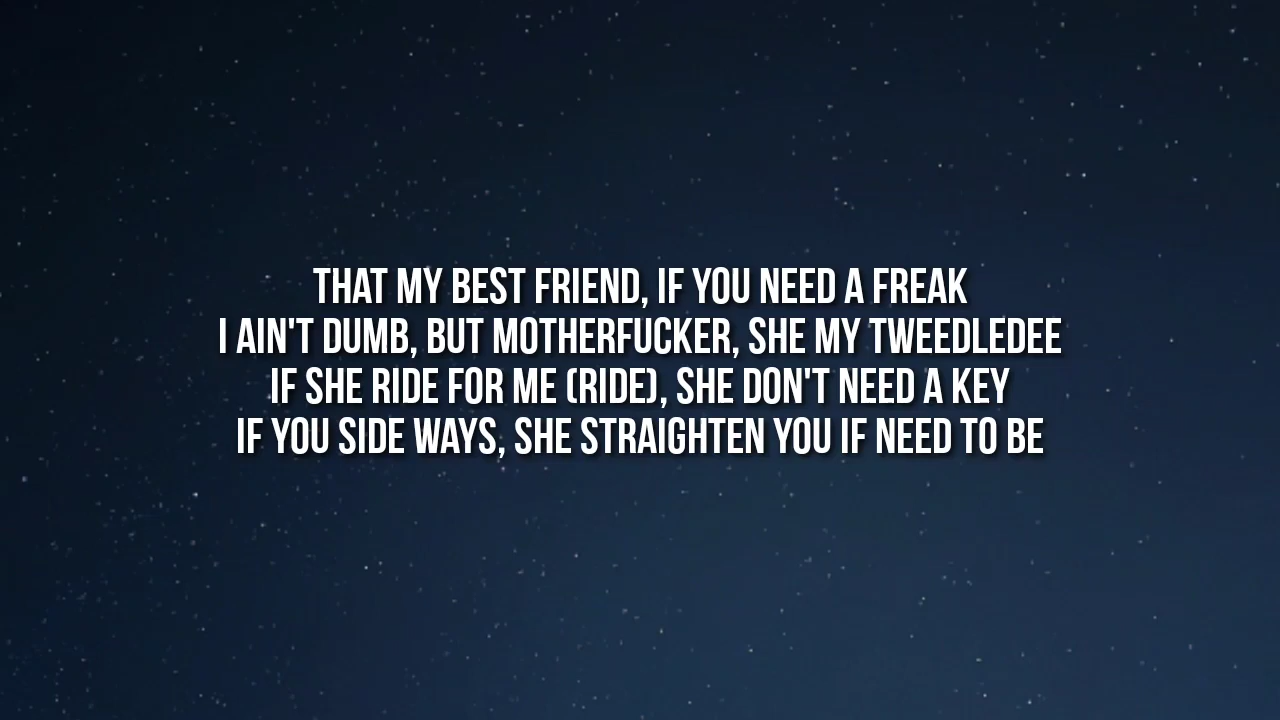 THAT MY BEST FRIEND, IF YOU NEED A FREAK
I AIN'T DUMB, BUT MOTHERFUCKER, SHE MY TWEEDLEDEE
IF SHE RIDE FOR ME (RIDE), SHE DON'T NEED A KEY
IF YOU SIDE WAYS, SHE STRAIGHTEN YOU IF NEED TO BE